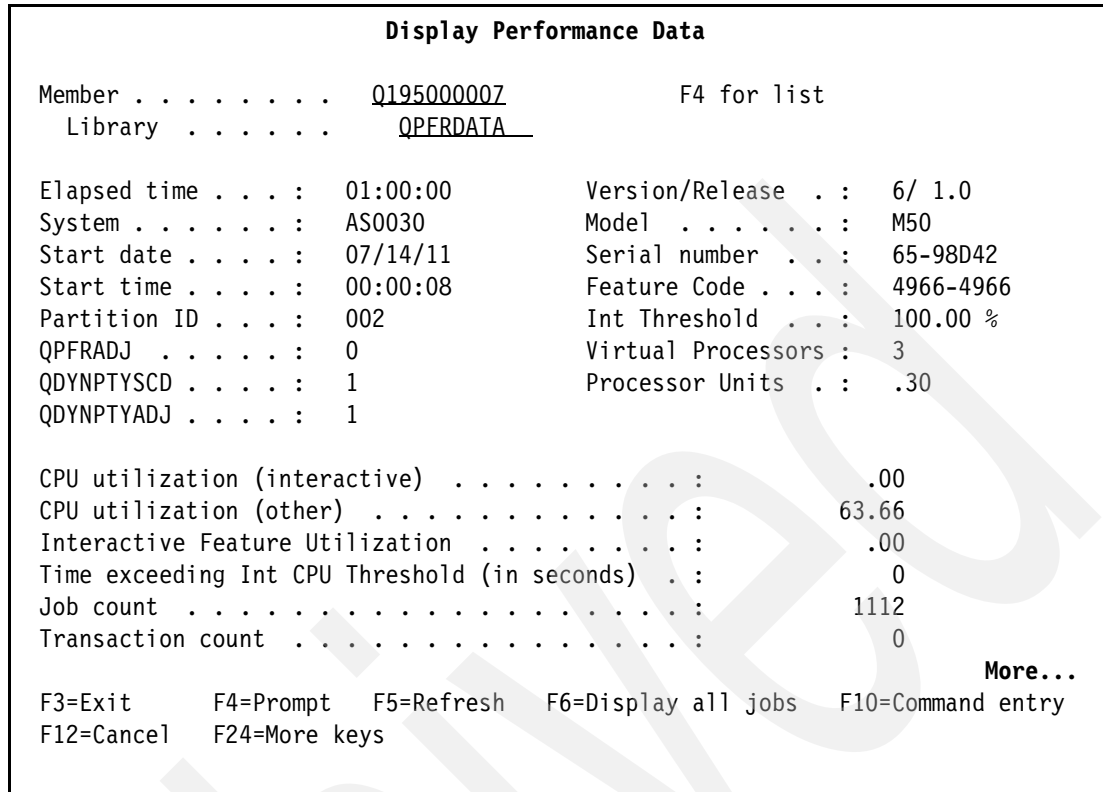 Display Performance Data
Member . . . . . . . . Q195000007 F4 for list
Library . . . . . . QPFRDATA
Elapsed time . . . : 01:00:00 Version/Release . : 6/ 1.0
System . . . . . . : AS0030 Model . . . . . . : M50
Start date . . . . : 07/14/11 Serial number . . : 65-98D42
Start time . . . . : 00:00:08 Feature Code . . . : 4966-4966
Partition ID . . . : 002 Int Threshold . . : 100.00 %
QPFRADJ . . . . . : 0 Virtual Processors : 3
QDYNPTYSCD . . . . : 1 Processor Units . : .30
QDYNPTYADJ . . . . : 1
CPU utilization (interactive) . . . . . . . . . . : .00
CPU utilization (other) . . . . . . . . . . . . . : 63.66
Interactive Feature Utilization . . . . . . . . . : .00
Time exceeding Int CPU Threshold (in seconds) . : 0
Job count . . . . . . . . . . . . . . . . . . . . : 1112
Transaction count . . . . . . . . . . . . . . . . : 0
More...
F3=Exit F4=Prompt F5=Refresh F6=Display all jobs F10=Command entry
F12=Cancel F24=More keys